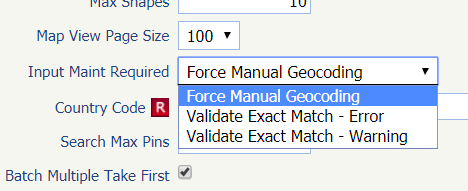 Max Shapes 10
Map View Page Size 100
Input Maint Required Force Manual Geocoding
Force Manual Geocoding
Country Code R
Validate Exact Match - Error
Validate Exact Match - Warning
Search Max Pins
Batch Multiple Take First